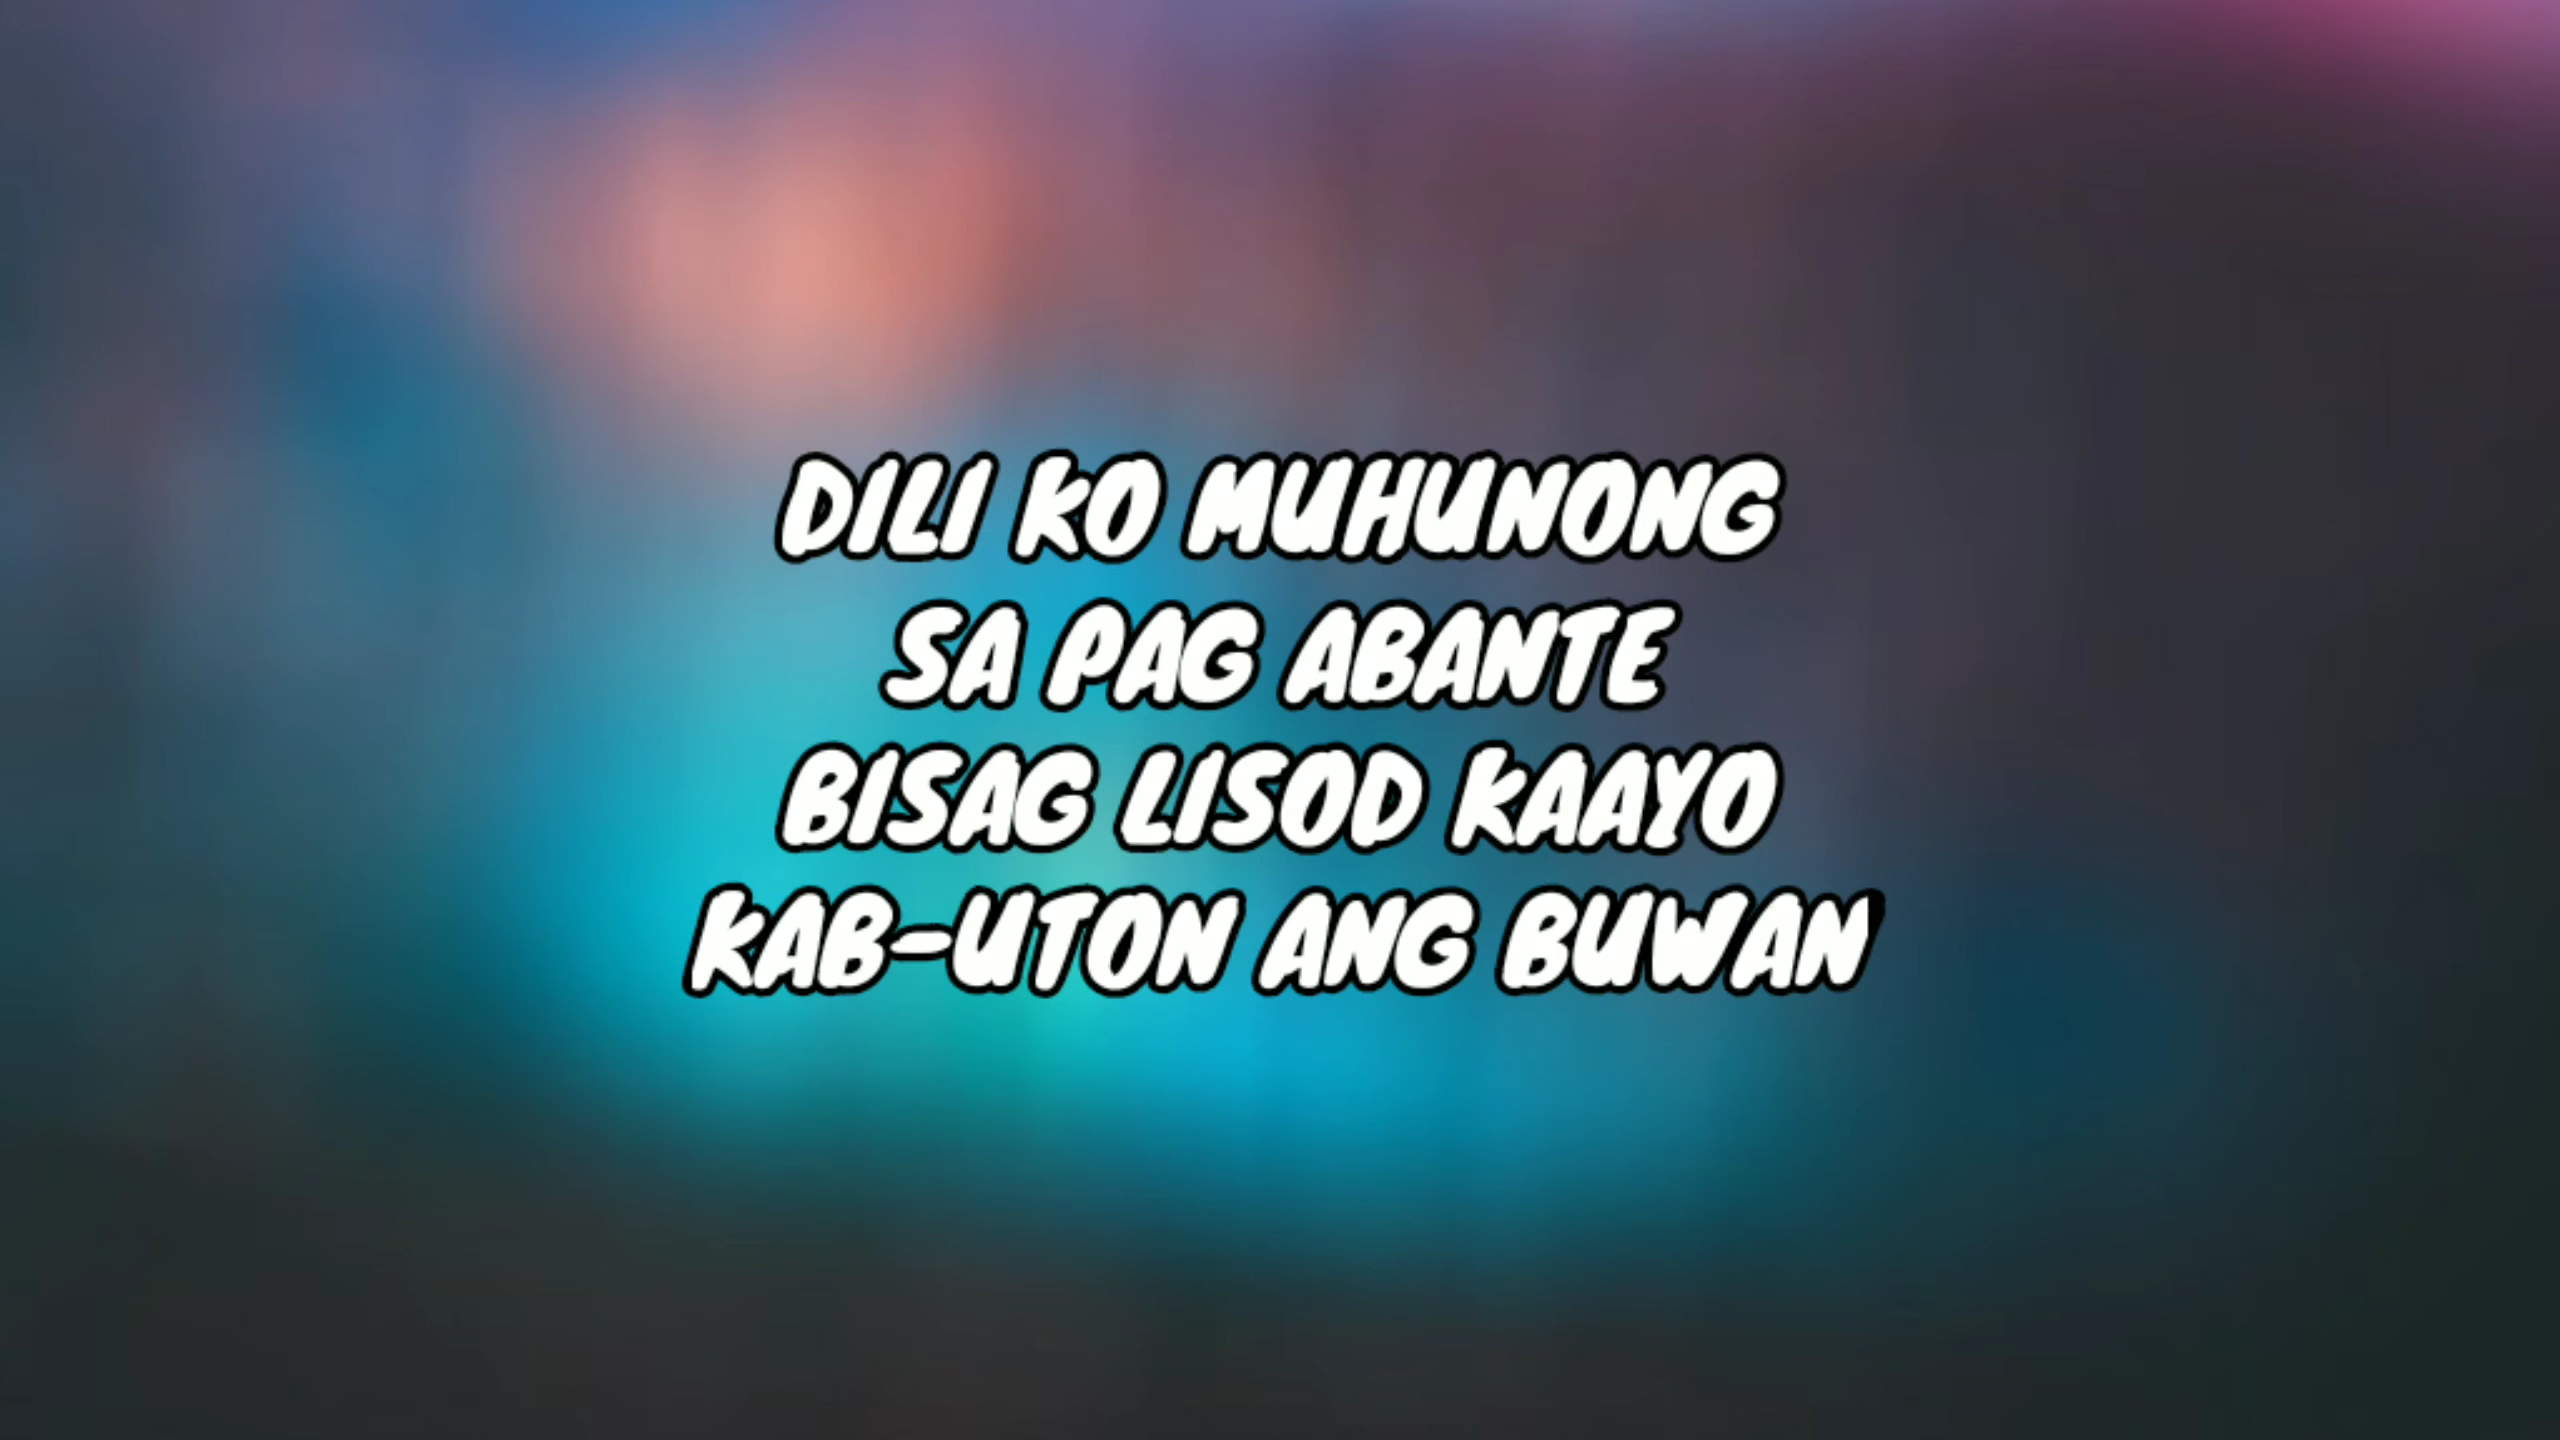 DILI KO MUHUNONG
SA PAG ABANTE
BISAG LISOD KAAYO
KAB-UTON ANG BUWAN